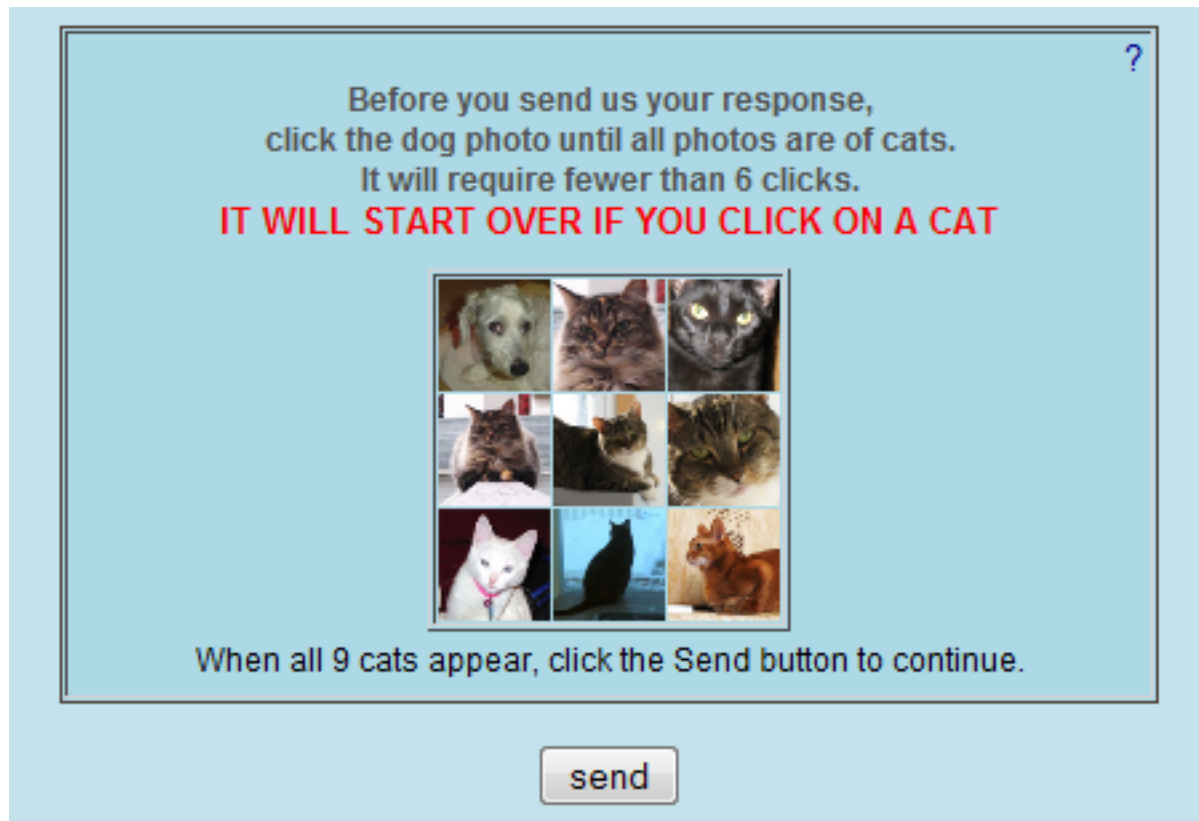 ?
Before you send us your response,
click the dog photo until all photos are of cats.
It will require fewer than 6 clicks.
IT WILL START OVER IF YOU CLICK ON A CAT
When all 9 cats appear, click the Send button to continue.
send